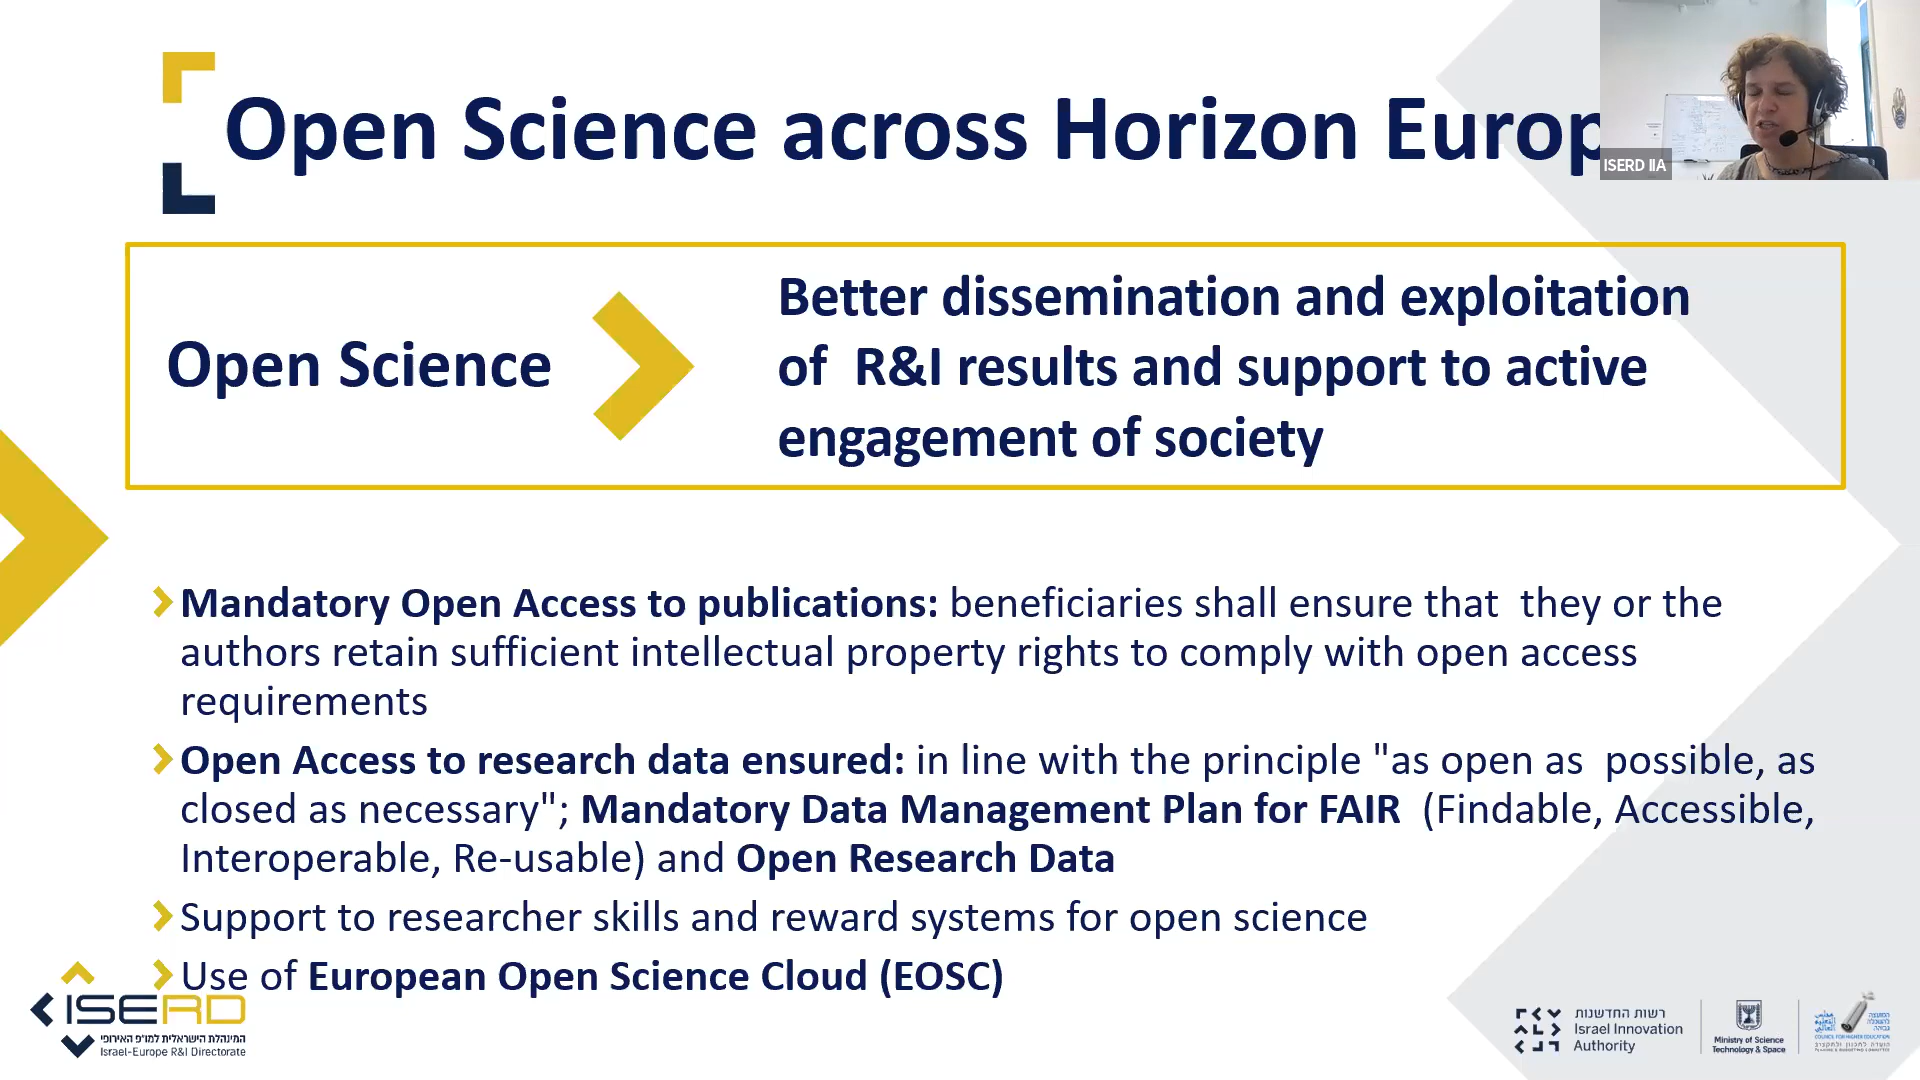 Open Science across Horizon Europ
ISERD IIA
Open Science
Better dissemination and exploitation
of R&I results and support to active
engagement of society
Mandatory Open Access to publications: beneficiaries shall ensure that they or the
authors retain sufficient intellectual property rights to comply with open access
requirements
Open Access to research data ensured: in line with the principle "as open as possible, as
closed as necessary"; Mandatory Data Management Plan for FAIR (Findable, Accessible,
Interoperable, Re-usable) and Open Research Data
Support to researcher skills and reward systems for open science
Use of European Open Science Cloud (EOSC)
ISERD
המינהלת הישראלית למו"פ האירופי
Israel-Europe R&I Directorate
רשות החדשנות
Israel Innovation
Authority
Ministry of Science
Technology & Space
COUNCIL FOR HIGHER EDUCATION